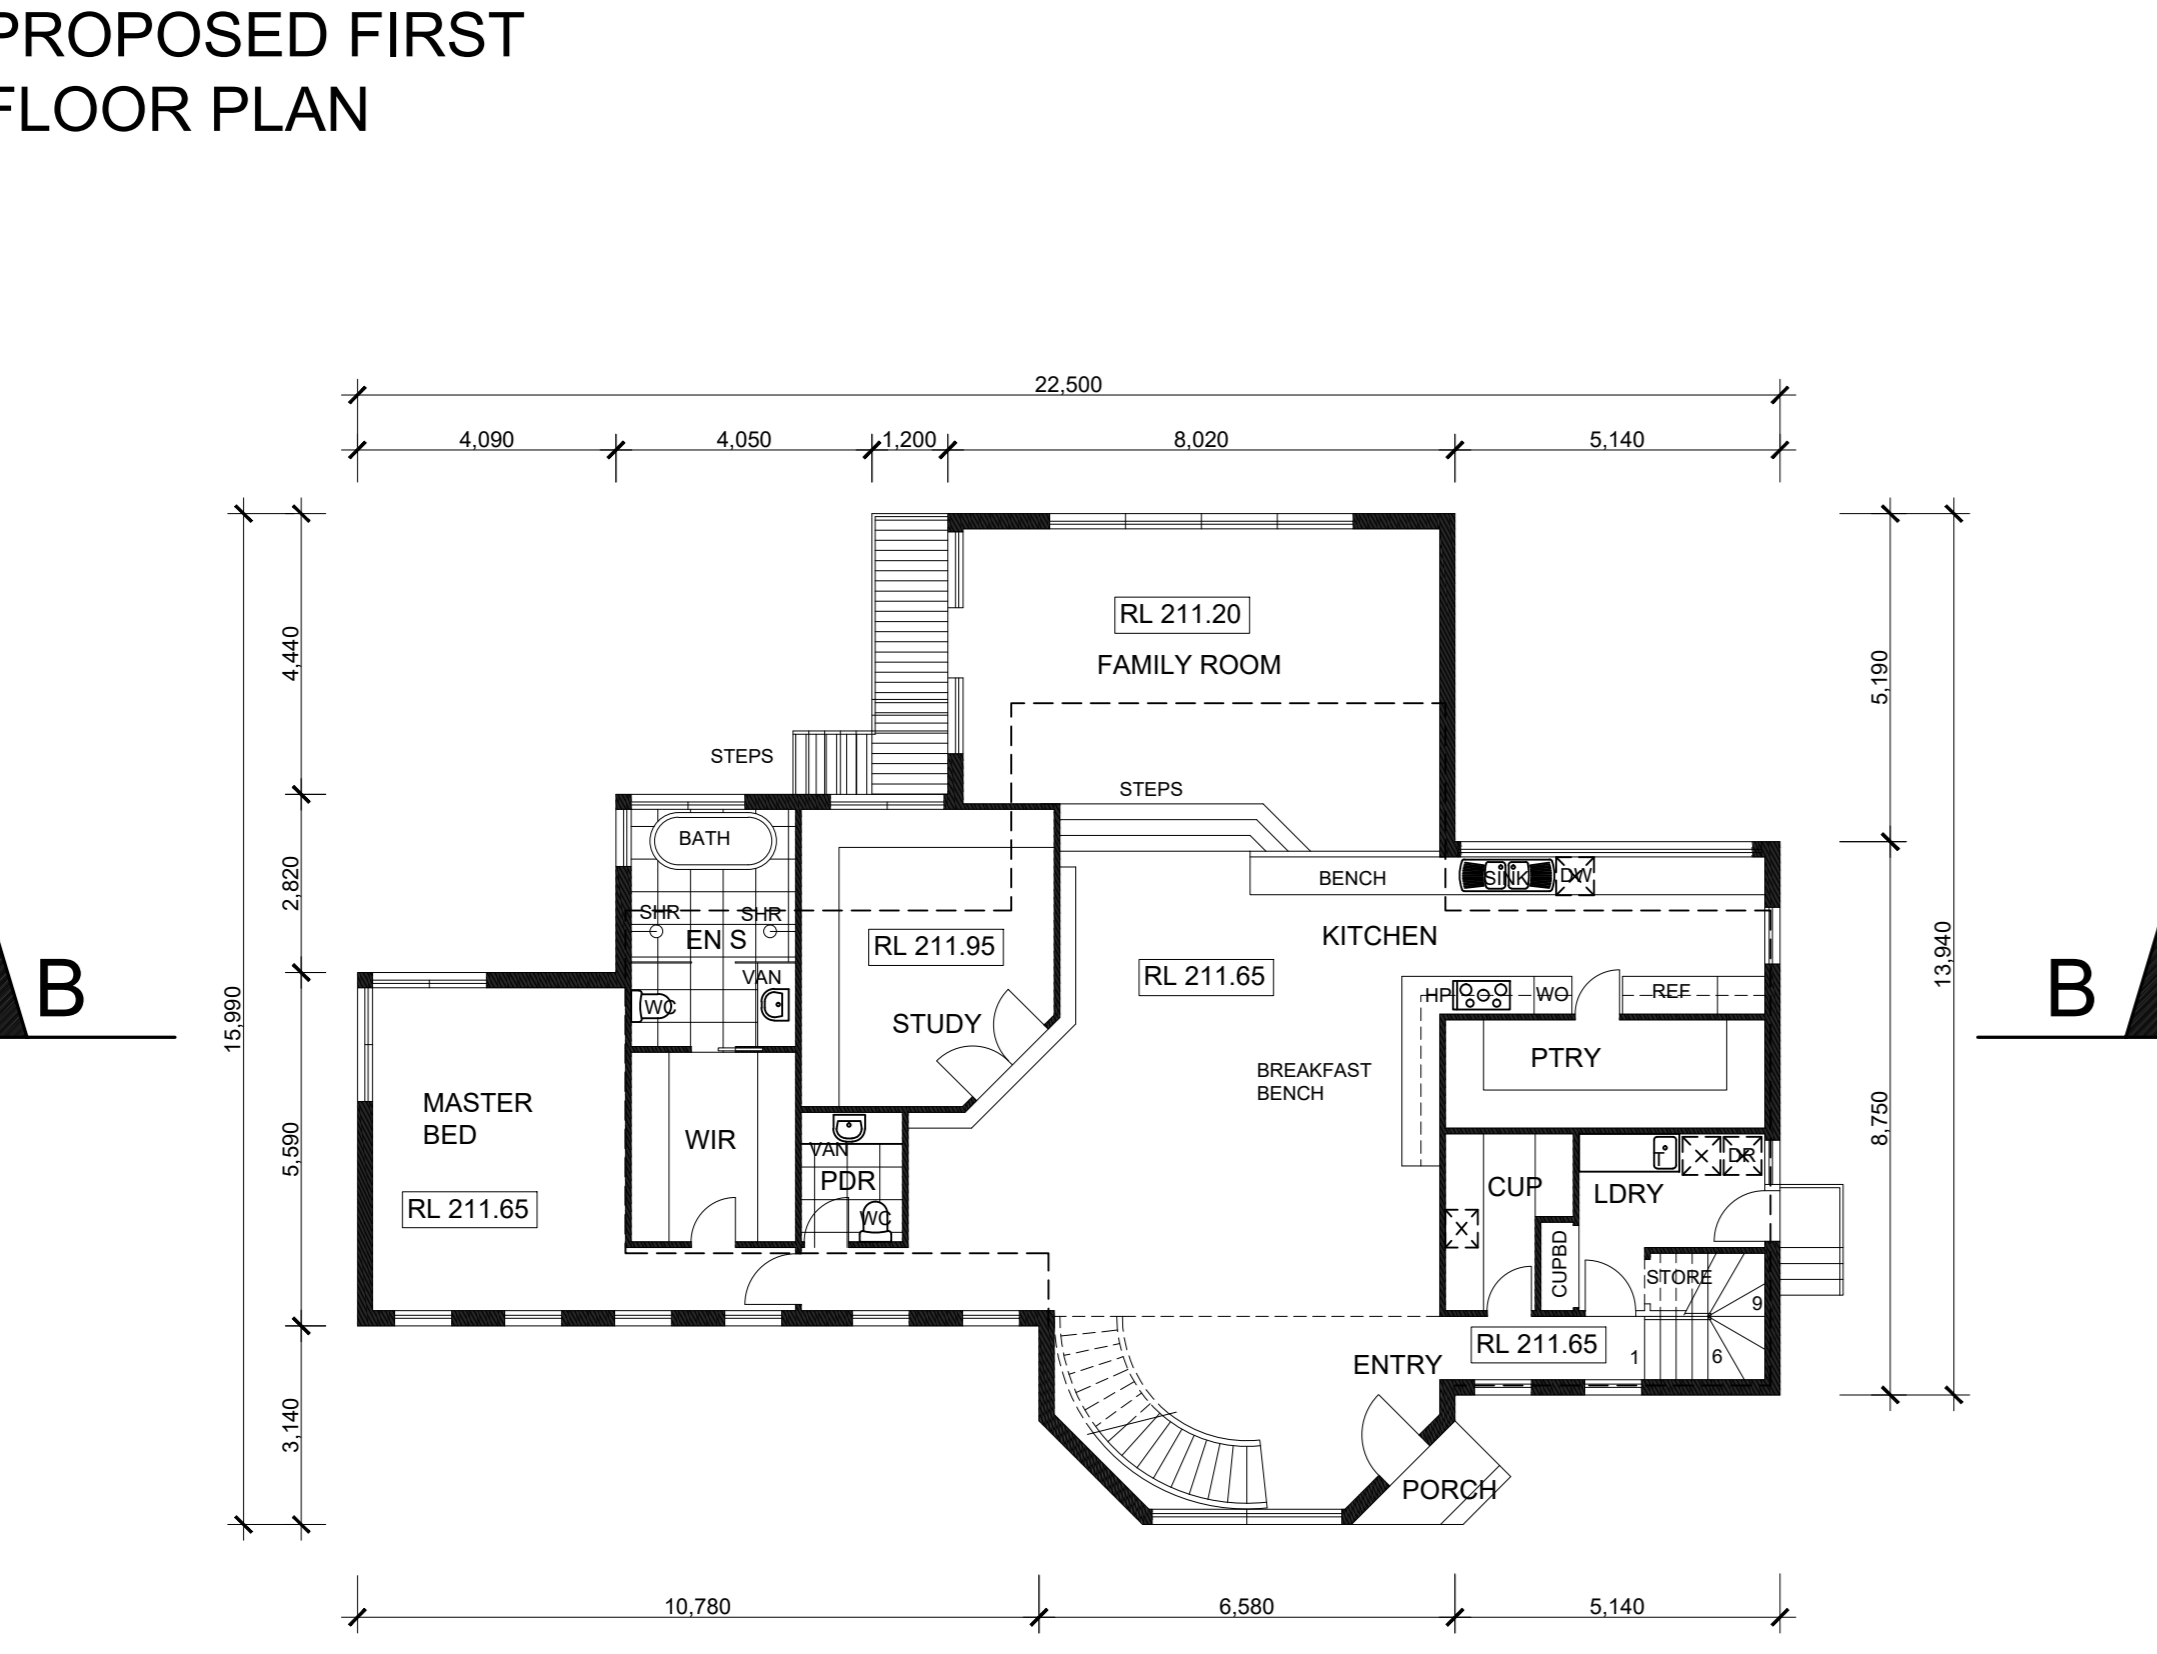 PROPOSED FIRST
FLOOR PLAN
22,500
4,090 4,050 1,200 8,020 5,140
4,440
2,820
5,590
3,140
15,990
5,190
8,750
13,940
B
B
RL 211.20
FAMILY ROOM
STEPS
STEPS
BATH
SHR SHR
EN S
VAN
WC
RL 211.95
STUDY
RL 211.65
BENCH
SINK
DW
KITCHEN
HP
WO
REF
PTRY
BREAKFAST
BENCH
MASTER
BED
RL 211.65
WIR
VAN
PDR
WC
CUP
T
DR
LDRY
CUPBD
STORE
9
RL 211.65
1
6
ENTRY
PORCH
10,780 6,580 5,140